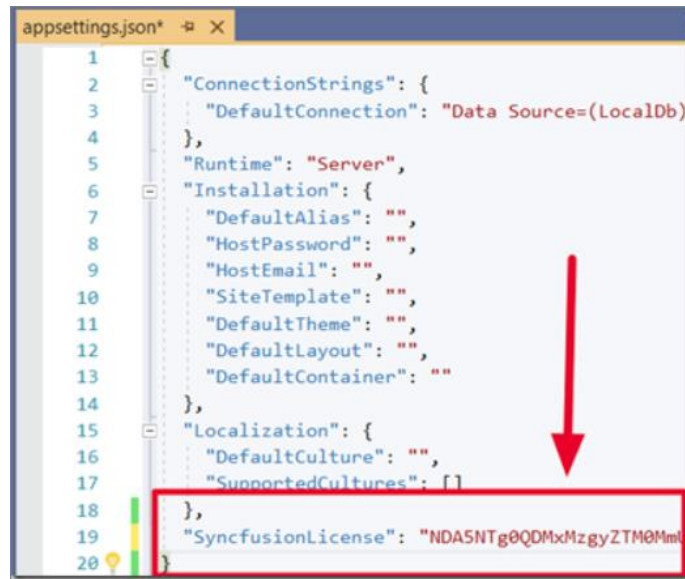 appsettings.json*
1 {
2 "ConnectionStrings": {
3 "DefaultConnection": "Data Source=(LocalDb)
4 },
5 "Runtime": "Server",
6 "Installation": {
7 "DefaultAlias": "",
8 "HostPassword": "",
9 "HostEmail": "",
10 "SiteTemplate": "",
11 "DefaultTheme": "",
12 "DefaultLayout": "",
13 "DefaultContainer": ""
14 },
15 "Localization": {
16 "DefaultCulture": "",
17 "SupportedCultures": []
18 },
19 "SyncfusionLicense": "NDA5NTg0QDMxMzgyZTM0MmU
20 }